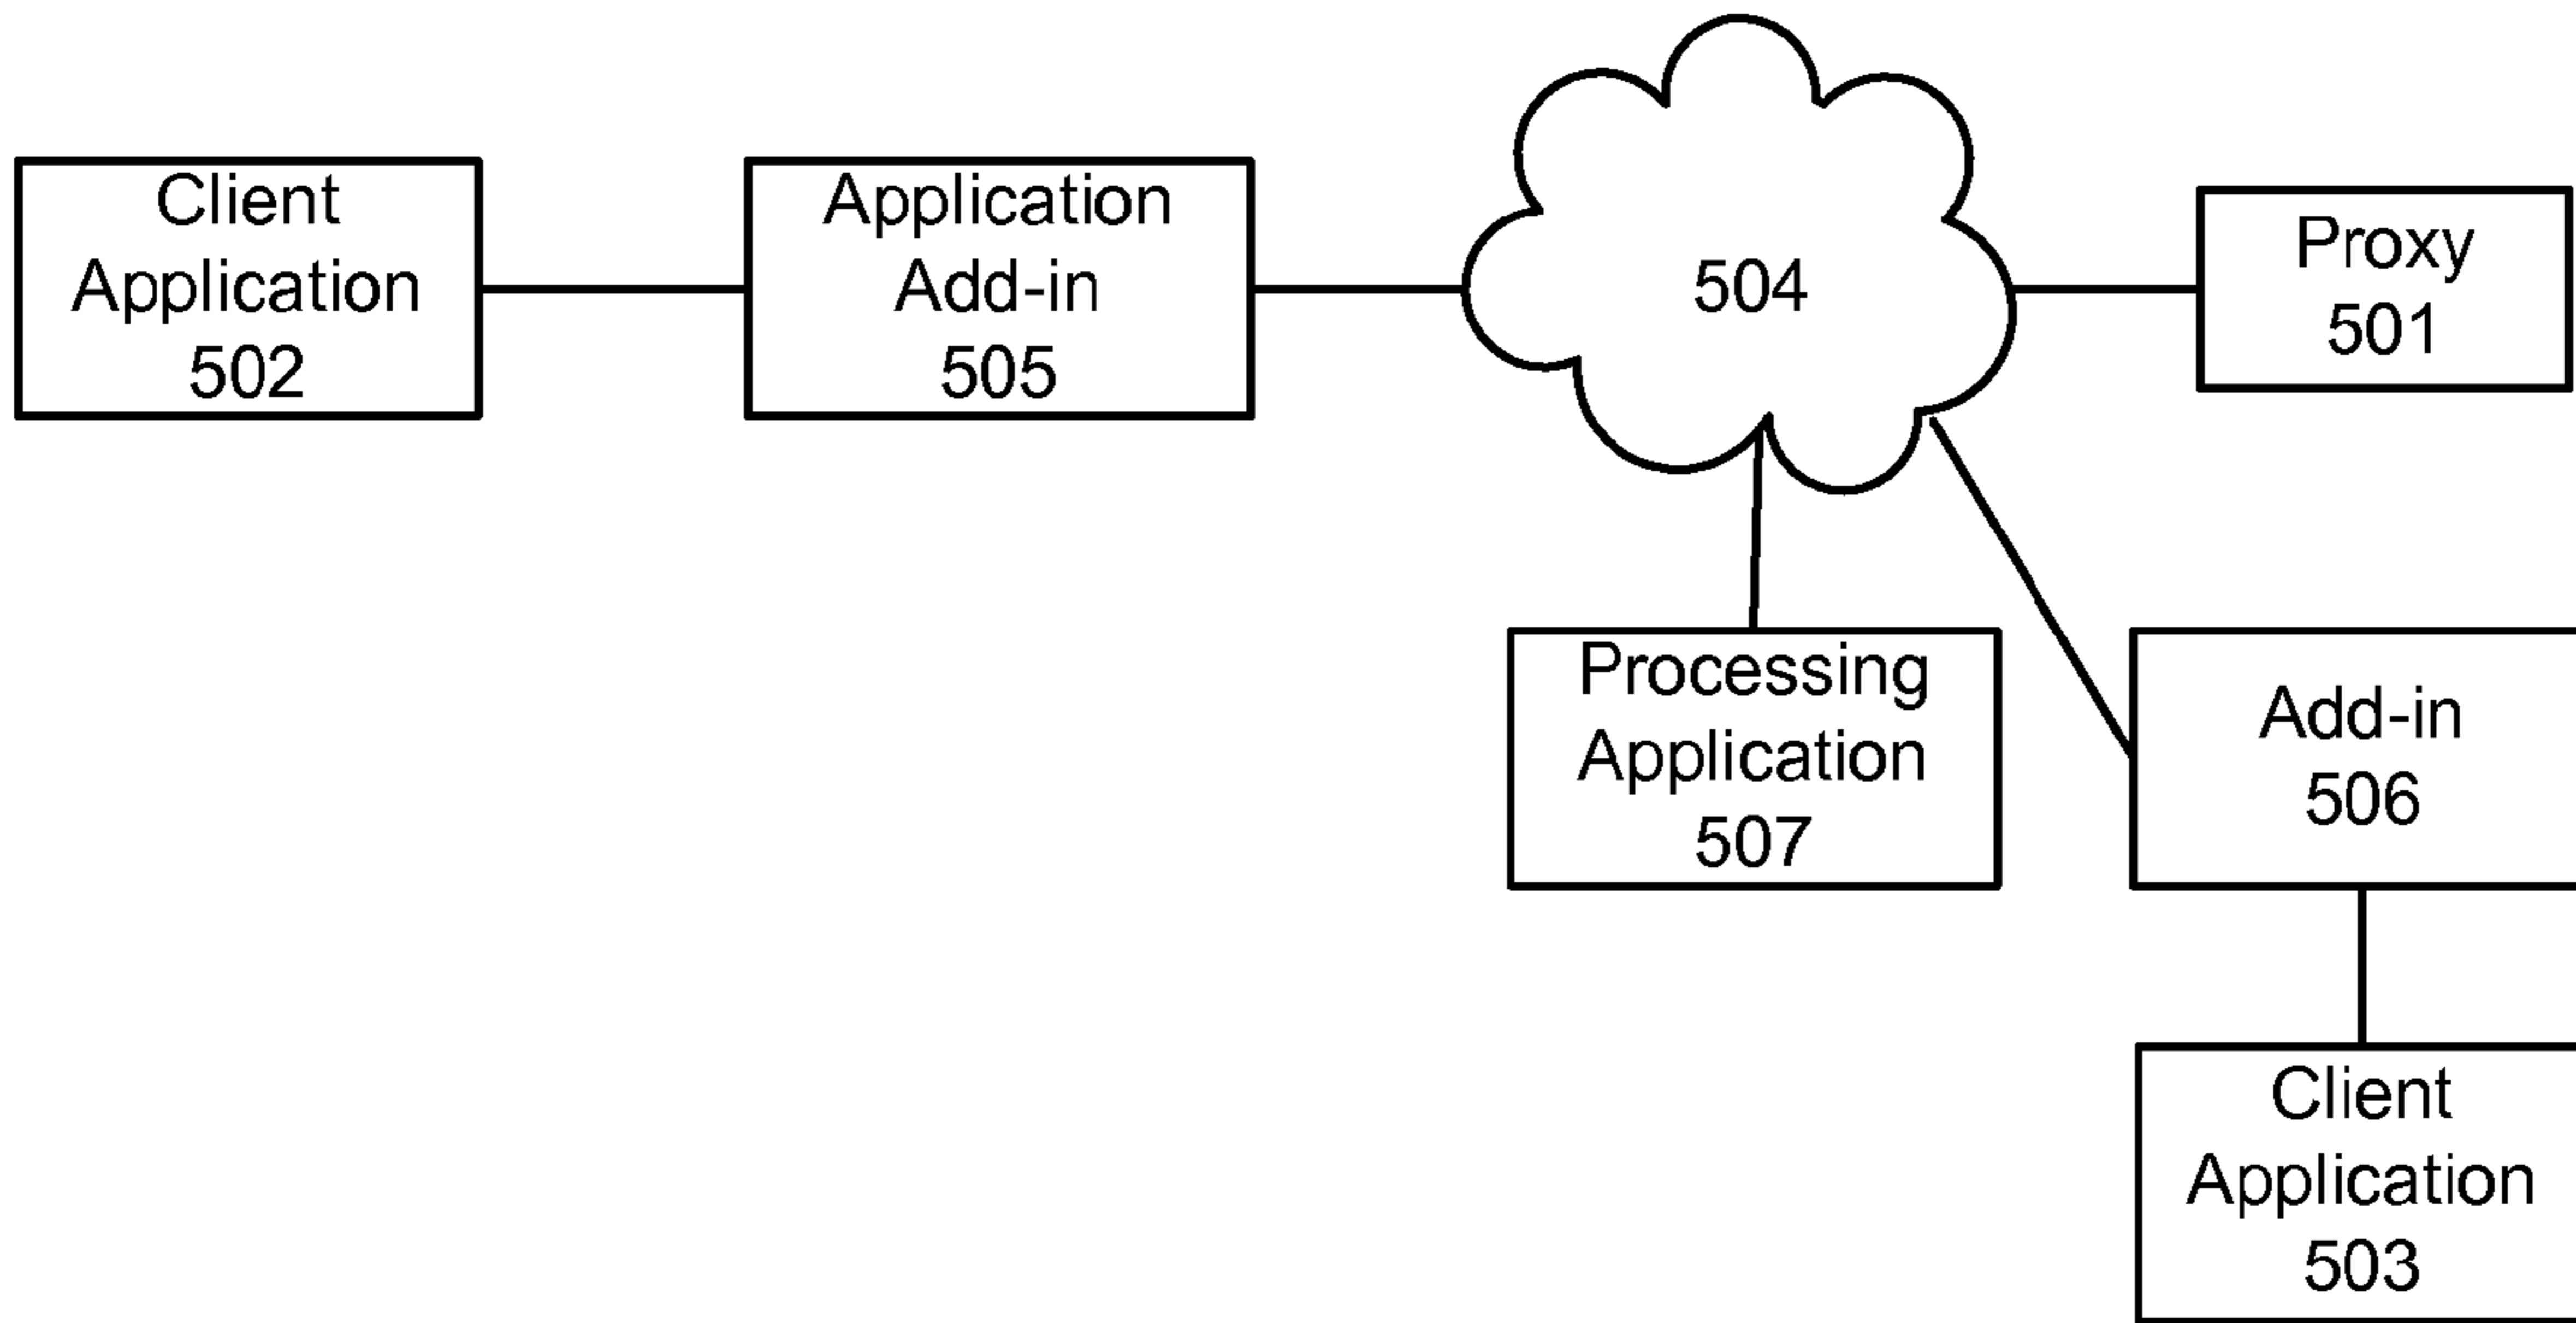 Client
Application
502
Application
Add-in
505
504
Proxy
501
Processing
Application
507
Add-in
506
Client
Application
503